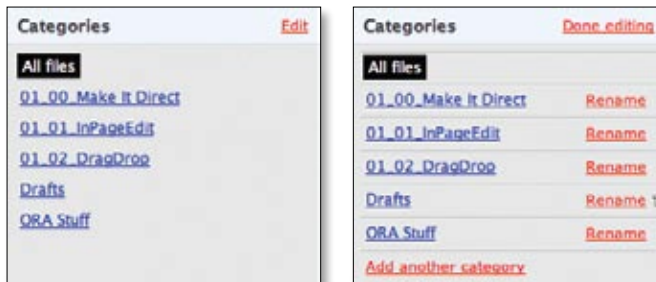 Categories Edit
All files
01_00_Make It Direct
01_01_InPageEdit
01_02_DragDrop
Drafts
ORA Stuff
Categories Done editing
All files
01_00_Make It Direct Rename
01_01_InPageEdit Rename
01_02_DragDrop Rename
Drafts Rename
ORA Stuff Rename
Add another category